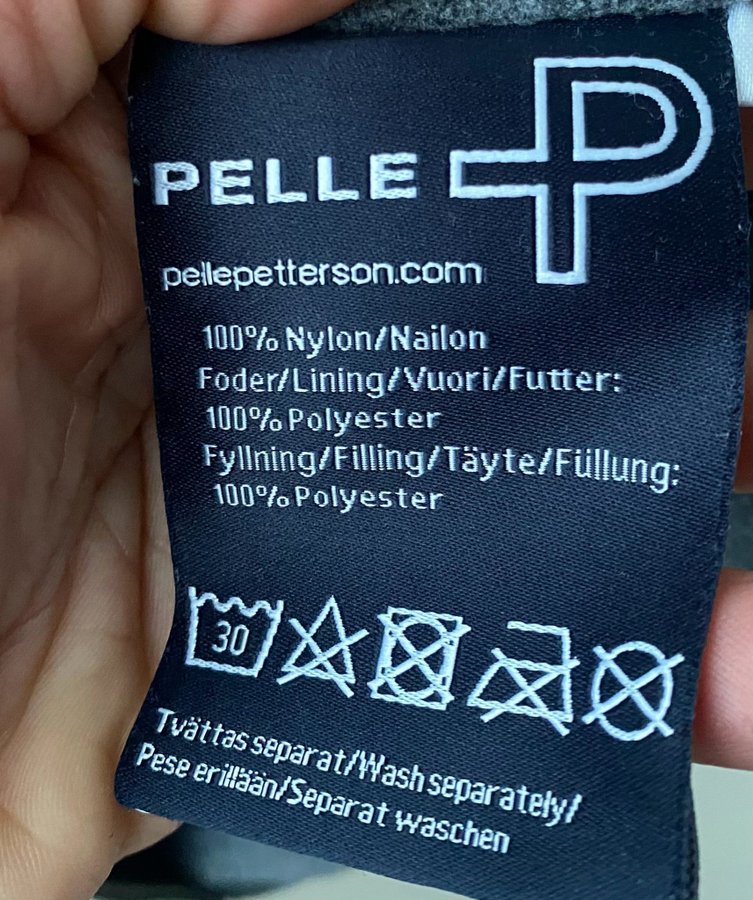 PELLE P
pellepetterson.com
100% Nylon/Nailon
Foder/Lining/Vuori/Futter:
100% Polyester
Fyllning/Filling/Täyte/Füllung:
100% Polyester
30
Tvättas separat/Wash separately/
Pese erillään/Separat waschen